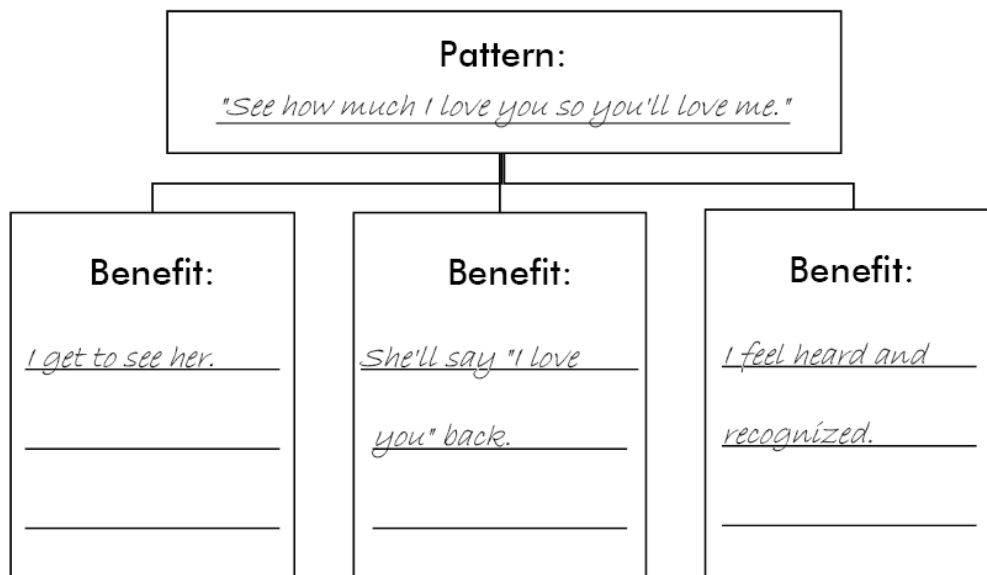 Pattern:
"See how much I love you so you'll love me."
Benefit:
I get to see her.
Benefit:
She'll say "I love
you" back.
Benefit:
I feel heard and
recognized.